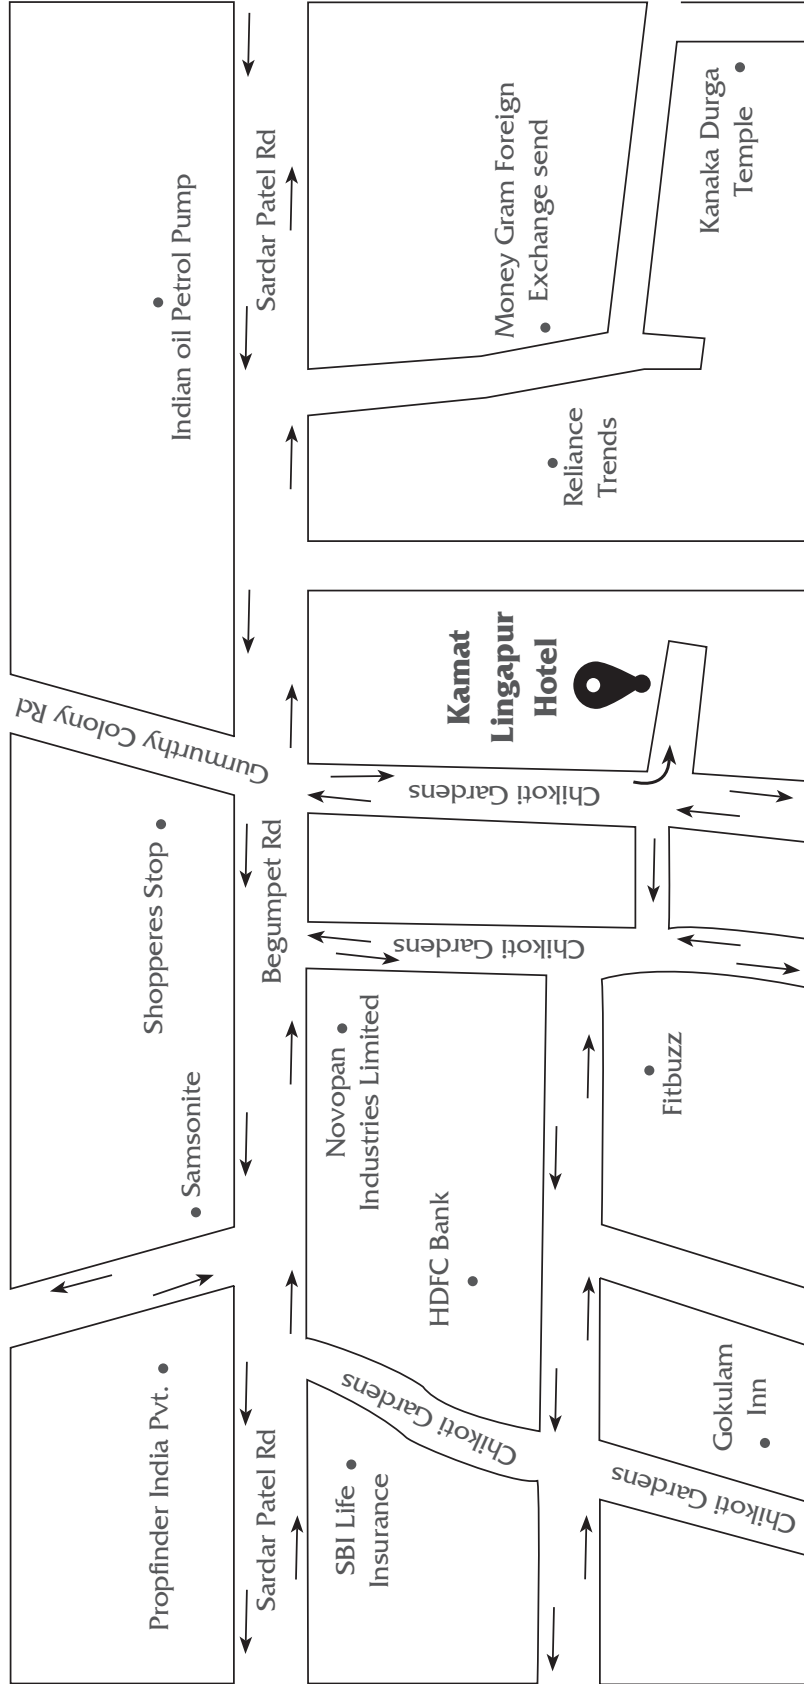 Propfinder India Pvt.
Samsonite
Shopperes Stop
Gurmurthy Colony Rd
Indian oil Petrol Pump
Sardar Patel Rd
Begumpet Rd
Sardar Patel Rd
SBI Life
Insurance
Chikoti Gardens
Novopan
Industries Limited
HDFC Bank
Chikoti Gardens
Chikoti Gardens
Kamat
Lingapur
Hotel
Reliance
Trends
Money Gram Foreign
Exchange send
Chikoti Gardens
Gokulam
Inn
Fitbuzz
Kanaka Durga
Temple